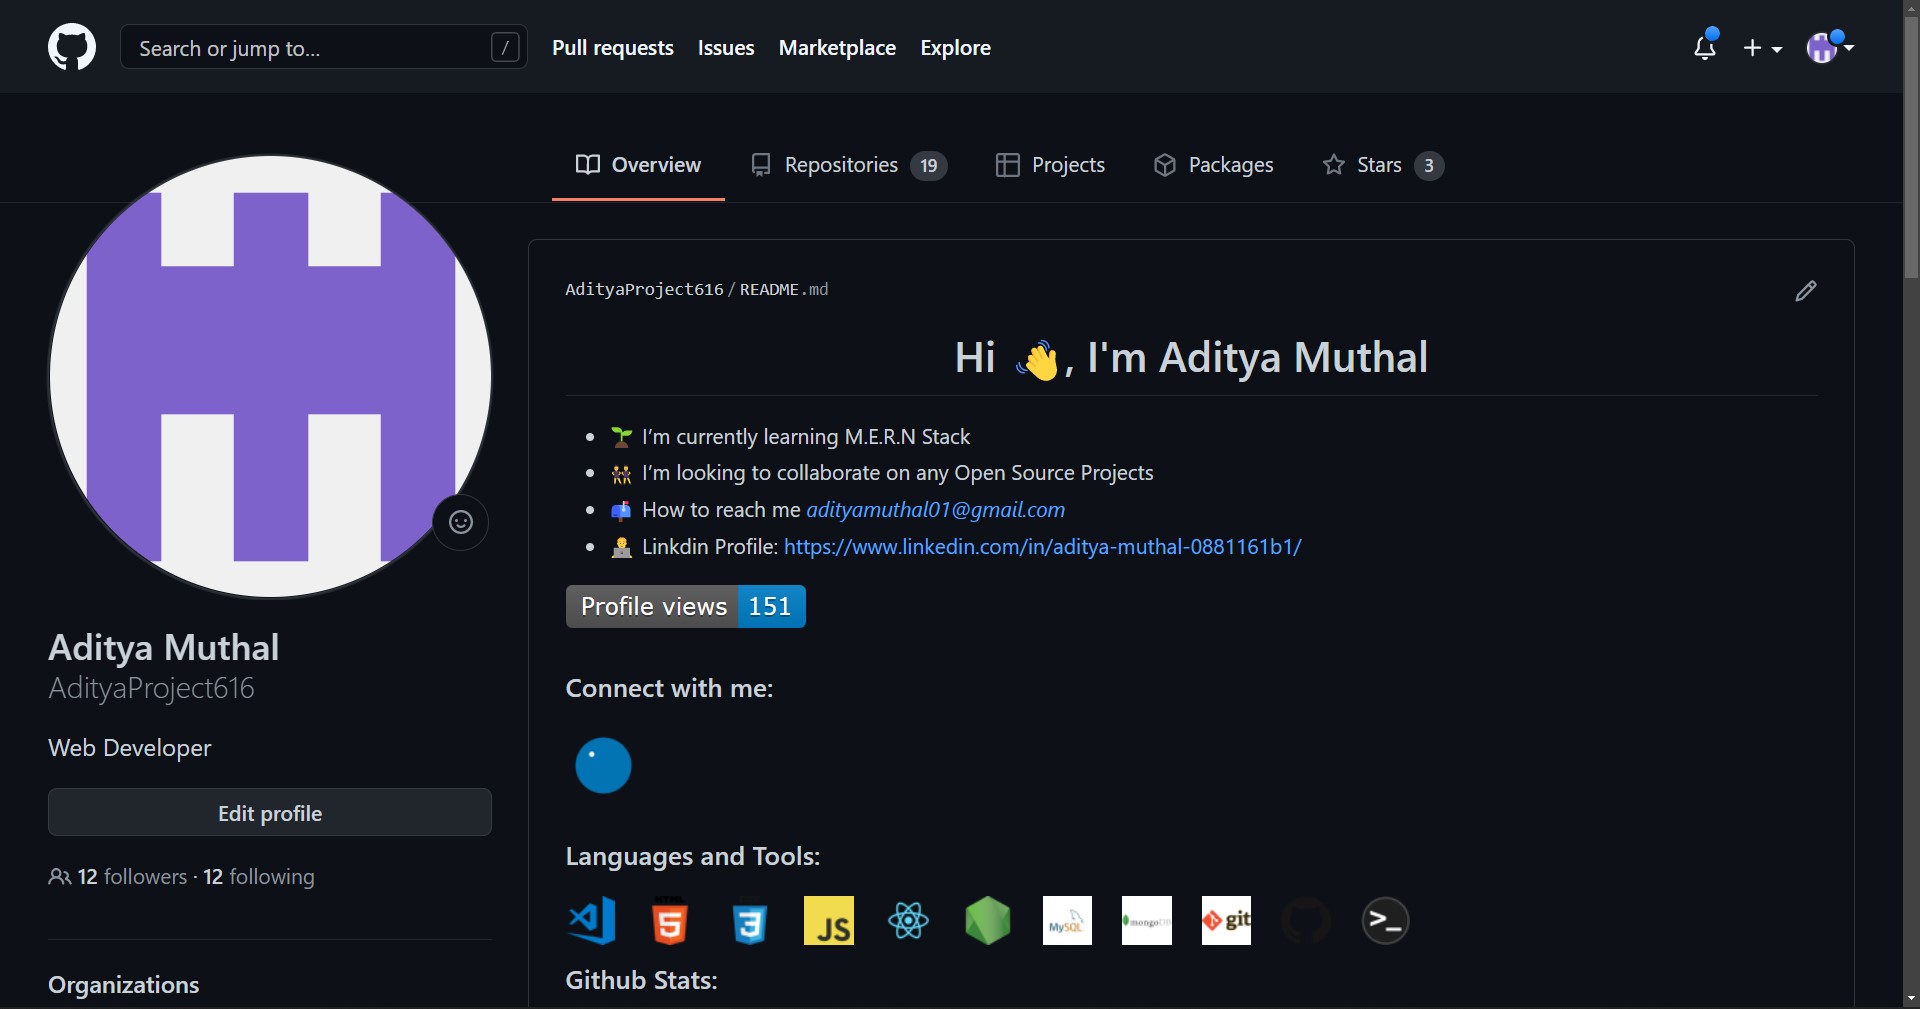 Search or jump to... /
Pull requests Issues Marketplace Explore
Overview Repositories 19 Projects Packages Stars 3
AdityaProject616 / README.md
Hi 👋, I'm Aditya Muthal
I'm currently learning M.E.R.N Stack
I'm looking to collaborate on any Open Source Projects
How to reach me adityamuthal01@gmail.com
Linkdin Profile: https://www.linkedin.com/in/aditya-muthal-0881161b1/
Profile views 151
Connect with me:
Languages and Tools:
HTML 5 3 JS MySQL mongoDB git >_
Github Stats:
Aditya Muthal
AdityaProject616
Web Developer
Edit profile
12 followers · 12 following
Organizations